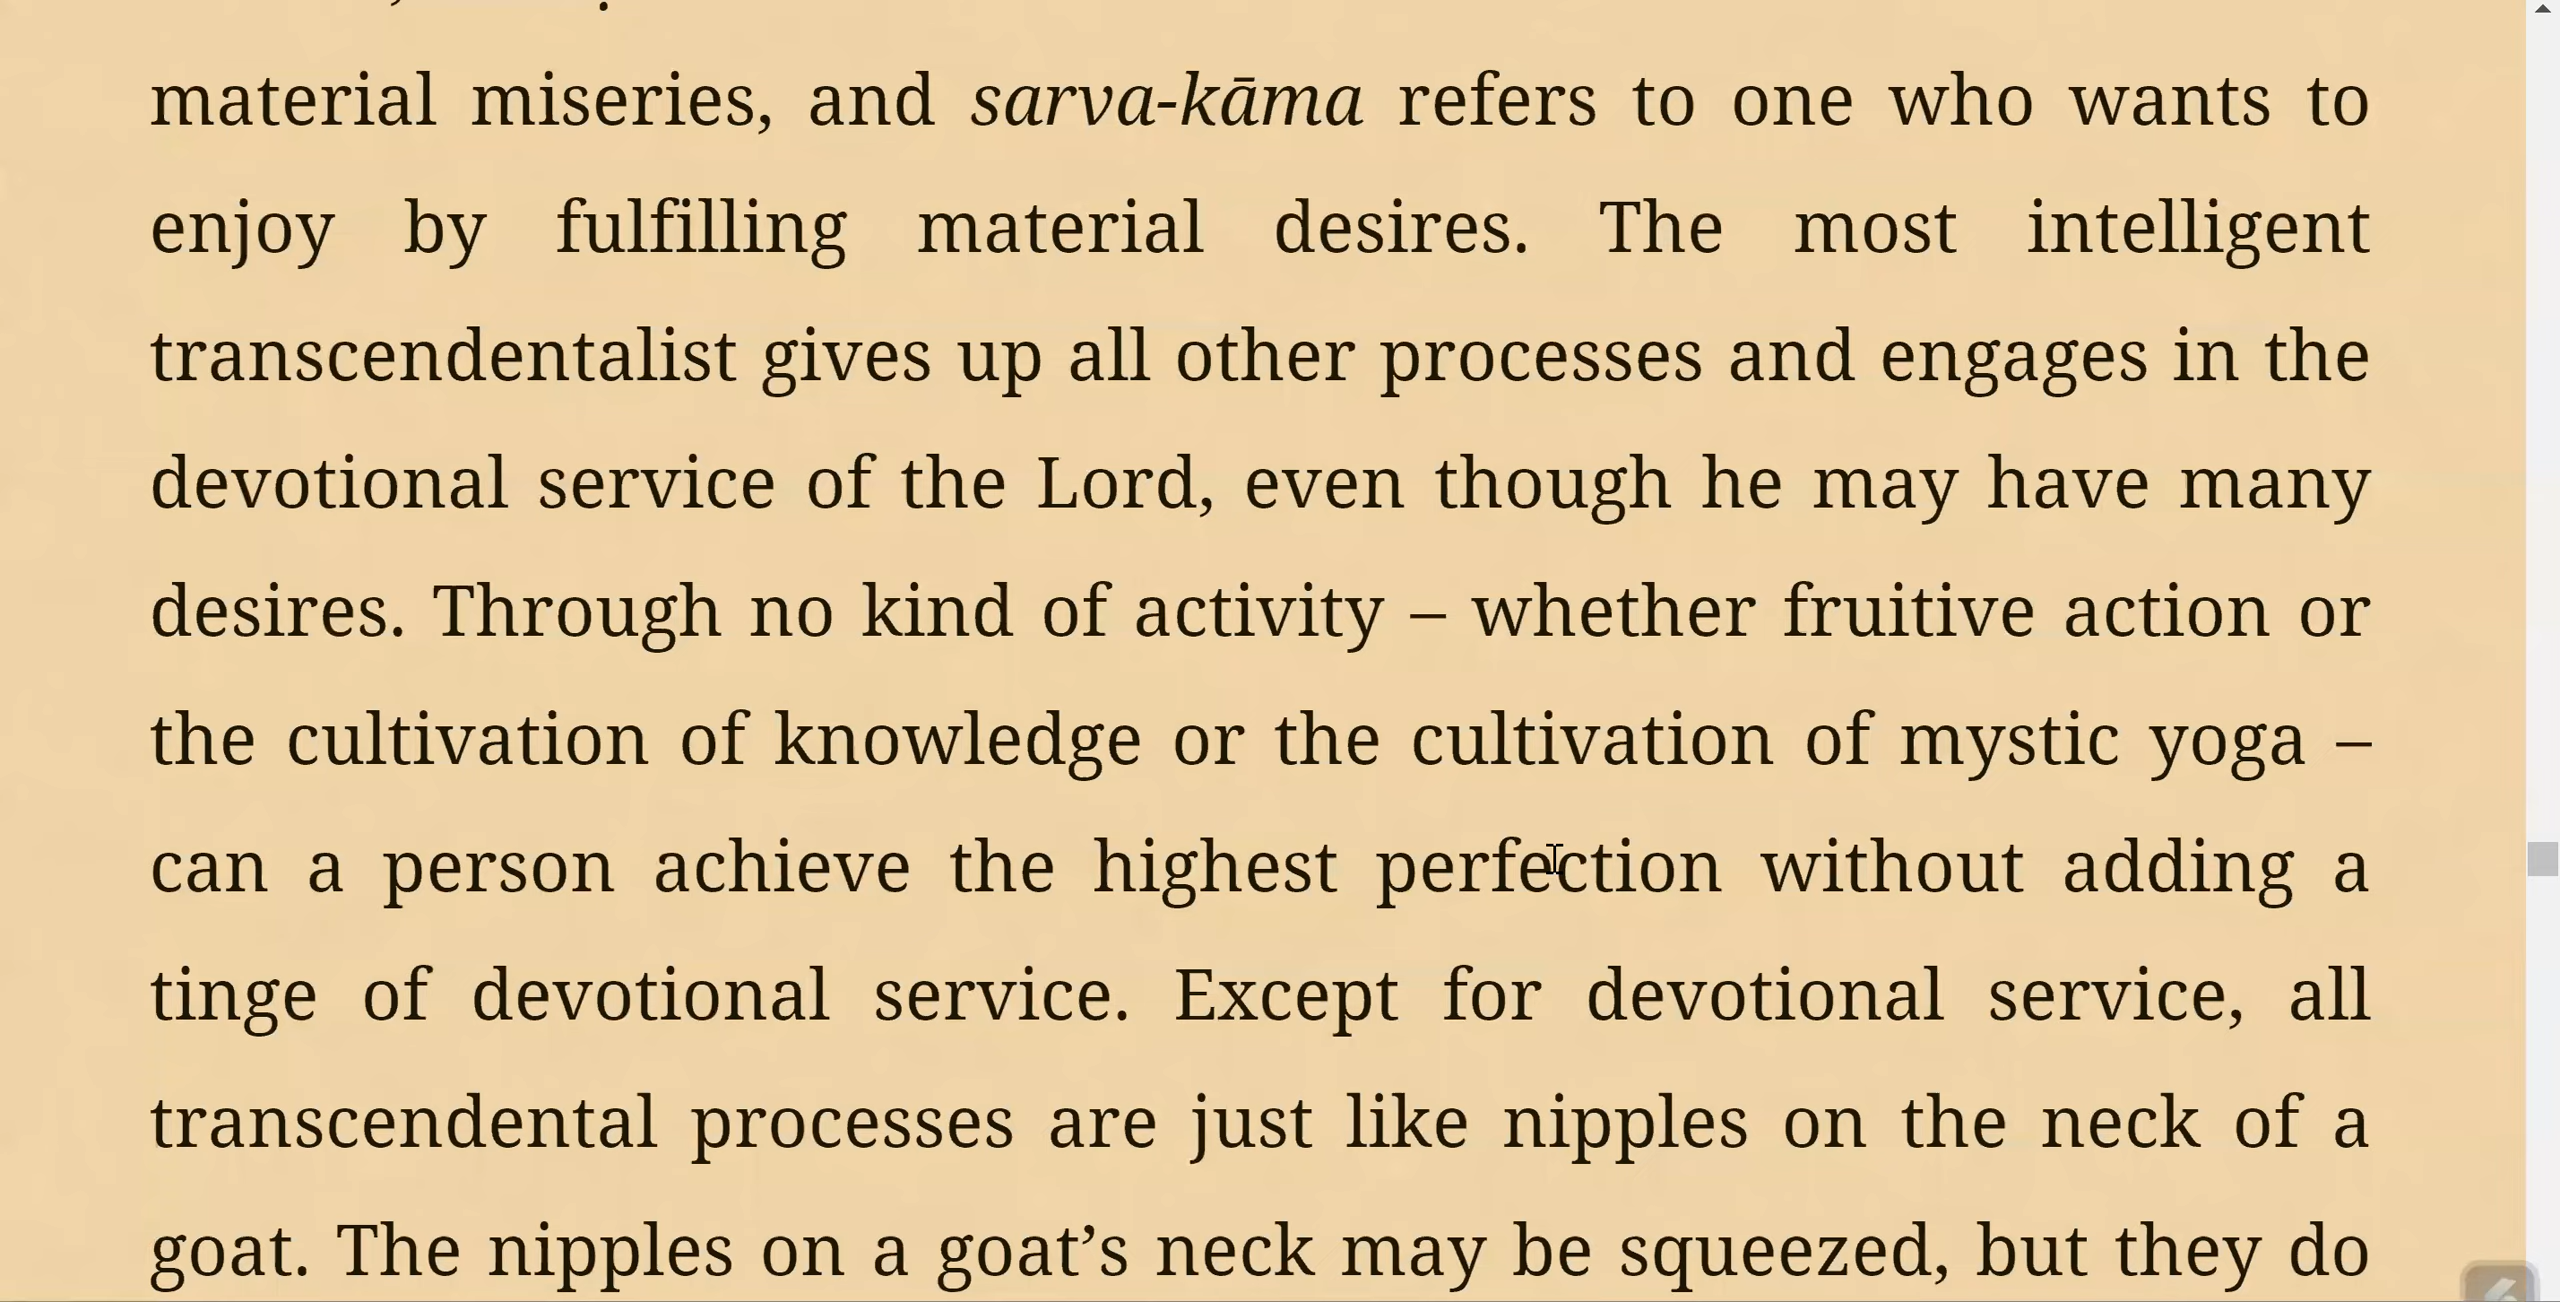 material miseries, and sarva-kāma refers to one who wants to
enjoy by fulfilling material desires. The most intelligent
transcendentalist gives up all other processes and engages in the
devotional service of the Lord, even though he may have many
desires. Through no kind of activity – whether fruitive action or
the cultivation of knowledge or the cultivation of mystic yoga –
can a person achieve the highest perfection without adding a
tinge of devotional service. Except for devotional service, all
transcendental processes are just like nipples on the neck of a
goat. The nipples on a goat’s neck may be squeezed, but they do